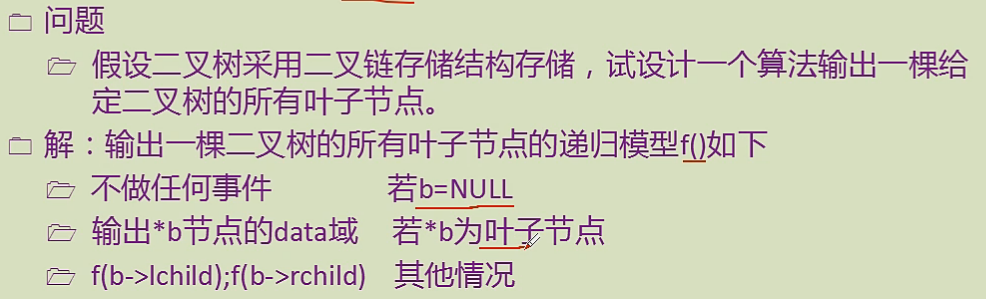 问题
假设二叉树采用二叉链存储结构存储，试设计一个算法输出一棵给
定二叉树的所有叶子节点。
解：输出一棵二叉树的所有叶子节点的递归模型f()如下
不做任何事件 若b=NULL
输出*b节点的data域 若*b为叶子节点
f(b->lchild);f(b->rchild) 其他情况